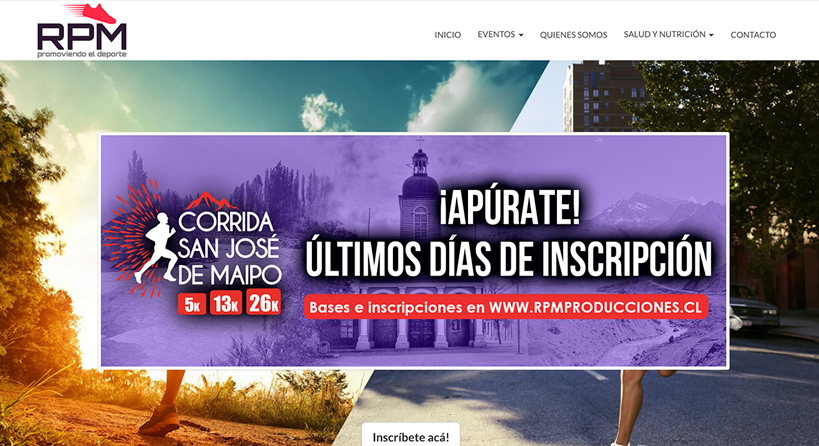 RPM
promoviendo el deporte
INICIO
EVENTOS
QUIENES SOMOS
SALUD Y NUTRICIÓN
CONTACTO
CORRIDA
SAN JOSÉ
DE MAIPO
5K 13K 26K
¡APÚRATE!
ÚLTIMOS DÍAS DE INSCRIPCIÓN
Bases e inscripciones en WWW.RPMPRODUCCIONES.CL
Inscríbete acá!